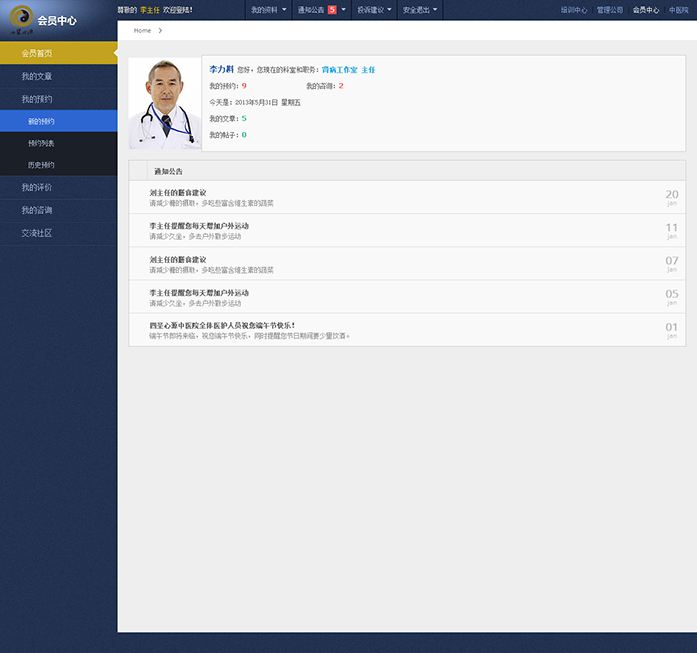 会员中心
尊敬的 李主任 欢迎登陆!
我的资料
通知公告 5
投诉建议
安全退出
培训中心
管理公司
会员中心
中医院
Home
会员首页
我的文章
我的预约
新的预约
预约列表
历史预约
我的评价
我的咨询
交流社区
李力群 您好，您现在的科室和职务：肾病工作室 主任
我的预约：9 我的咨询：2
今天是：2013年5月31日 星期五
我的文章：5
我的帖子：0
通知公告
刘主任的膳食建议
请减少糖的摄取，多吃些富含维生素的蔬菜
20
jan
李主任提醒您每天增加户外运动
请减少久坐，多去户外散步运动
11
jan
刘主任的膳食建议
请减少糖的摄取，多吃些富含维生素的蔬菜
07
jan
李主任提醒您每天增加户外运动
请减少久坐，多去户外散步运动
05
jan
四圣心源中医院全体医护人员祝您端午节快乐！
端午节即将来临，祝您端午节快乐，同时提醒您节日期间要少量饮酒。
01
jan